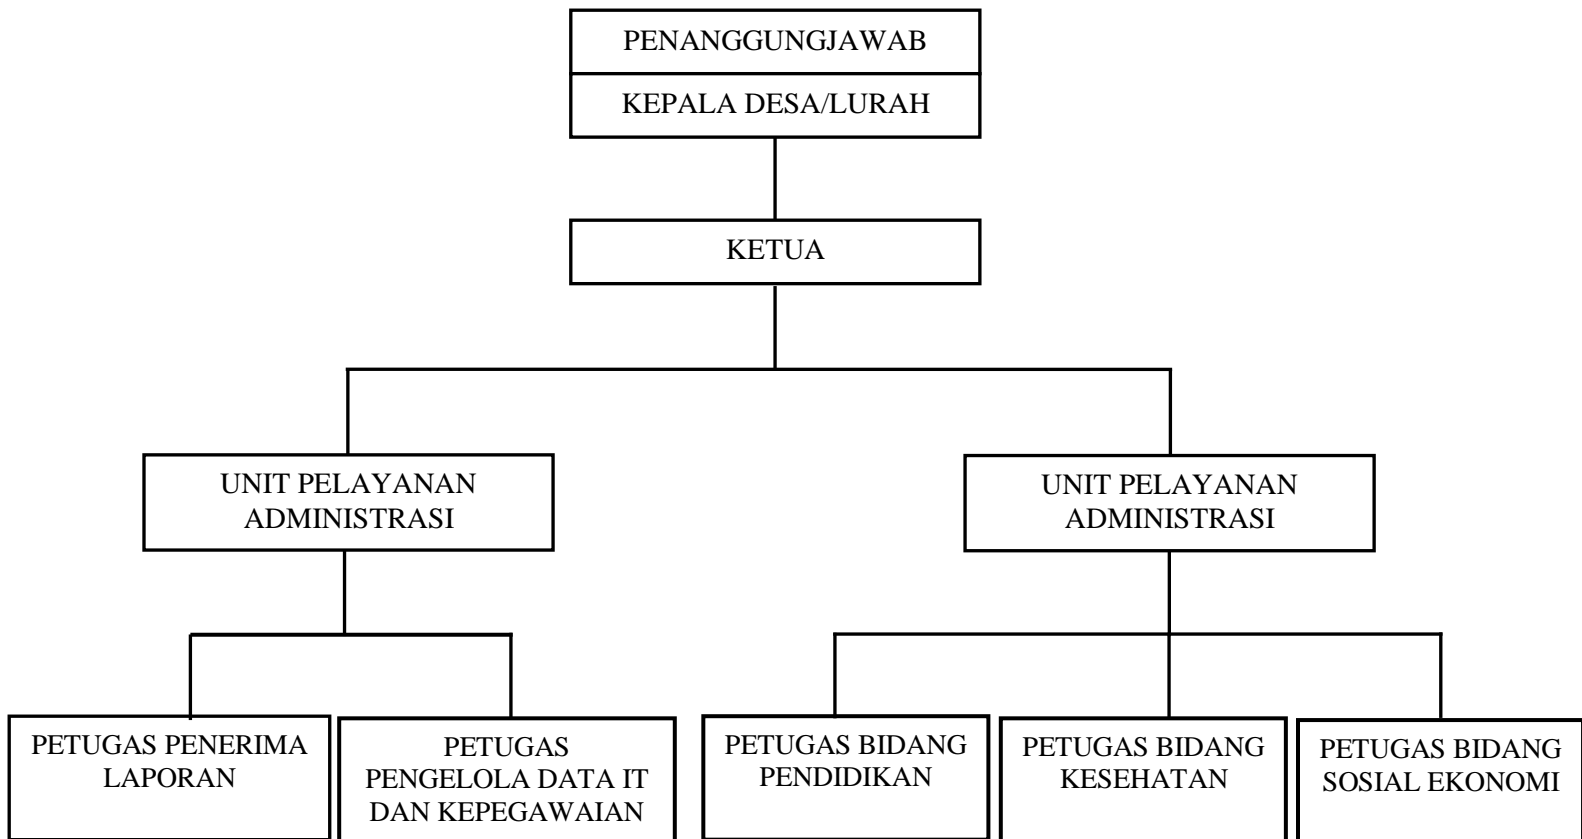 PENANGGUNGJAWAB
KEPALA DESA/LURAH
KETUA
UNIT PELAYANAN
ADMINISTRASI
UNIT PELAYANAN
ADMINISTRASI
PETUGAS PENERIMA
LAPORAN
PETUGAS
PENGELOLA DATA IT
DAN KEPEGAWAIAN
PETUGAS BIDANG
PENDIDIKAN
PETUGAS BIDANG
KESEHATAN
PETUGAS BIDANG
SOSIAL EKONOMI